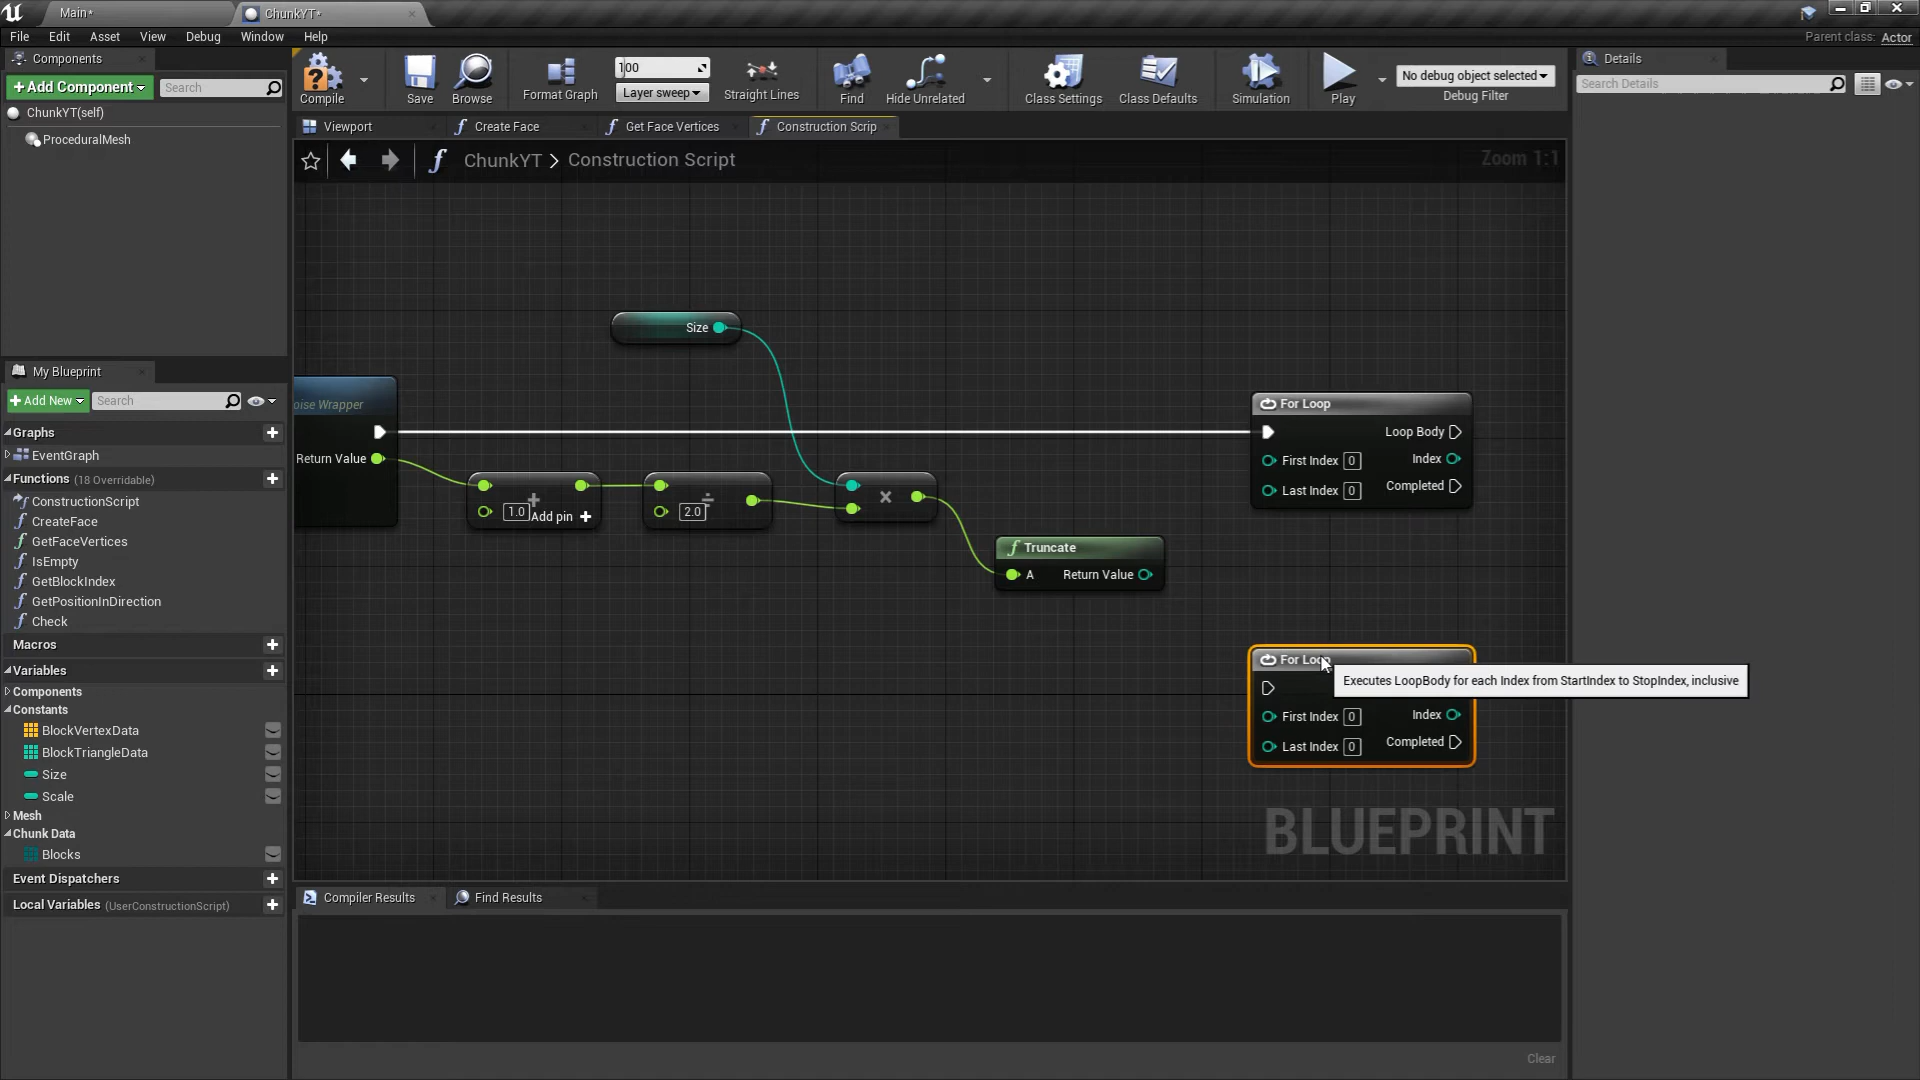 Main*
ChunkYT*
File Edit Asset View Debug Window Help
Parent class: Actor
Components
+Add Component
Search
ChunkYT(self)
ProceduralMesh
Compile
Save
Browse
Format Graph
100
Layer sweep
Straight Lines
Find
Hide Unrelated
Class Settings
Class Defaults
Simulation
Play
No debug object selected
Debug Filter
Details
Search Details
Viewport
Create Face
Get Face Vertices
Construction Scrip
ChunkYT > Construction Script
Zoom 1:1
Size
oise Wrapper
Return Value
1.0
Add pin +
2.0
Truncate
A
Return Value
For Loop
Loop Body
First Index 0
Index
Last Index 0
Completed
For Loop
Executes LoopBody for each Index from StartIndex to StopIndex, inclusive
First Index 0
Index
Last Index 0
Completed
BLUEPRINT
My Blueprint
+Add New
Search
Graphs
EventGraph
Functions (18 Overridable)
ConstructionScript
CreateFace
GetFaceVertices
IsEmpty
GetBlockIndex
GetPositionInDirection
Check
Macros
Variables
Components
Constants
BlockVertexData
BlockTriangleData
Size
Scale
Mesh
Chunk Data
Blocks
Event Dispatchers
Local Variables (UserConstructionScript)
Compiler Results
Find Results
Clear